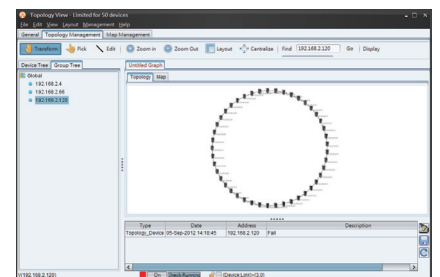 Topology View - Limited for 50 devices
File Edit View Layout Management Help
General Topology Management Map Management
Transform Pick Edit Zoom in Zoom Out Layout Centralize Find 192.168.2.120 Go Display
Device Tree Group Tree
Untitled Graph
Global
Topology Map
192.168.2.4
192.168.2.66
192.168.2.120
Type Date Address Description
Topology_Device 05-Sep-2012 14:18:45 192.168.2.120 Fail
V(192.168.2.120) On Check Running (Device:Link)=(3,0)